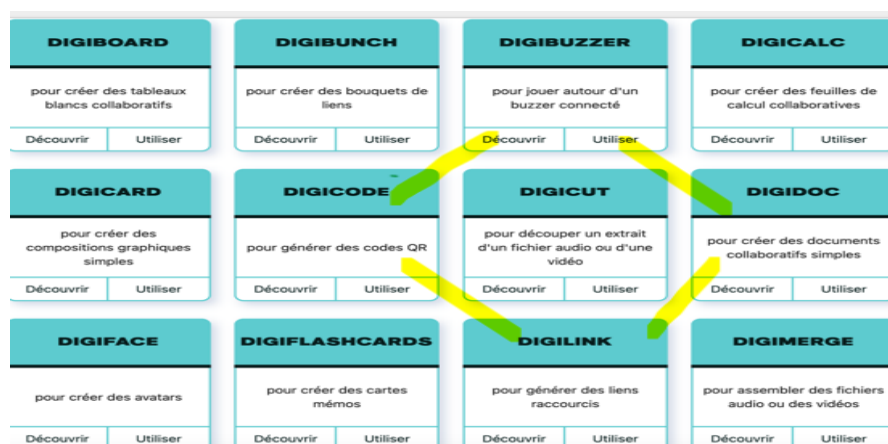 DIGIBOARD
pour créer des tableaux
blancs collaboratifs
Découvrir Utiliser
DIGIBUNCH
pour créer des bouquets de
liens
Découvrir Utiliser
DIGIBUZZER
pour jouer autour d'un
buzzer connecté
Découvrir Utiliser
DIGICALC
pour créer des feuilles de
calcul collaboratives
Découvrir Utiliser
DIGICARD
pour créer des
compositions graphiques
simples
Découvrir Utiliser
DIGICODE
pour générer des codes QR
Découvrir Utiliser
DIGICUT
pour découper un extrait
d'un fichier audio ou d'une
vidéo
Découvrir Utiliser
DIGIDOC
pour créer des documents
collaboratifs simples
Découvrir Utiliser
DIGIFACE
pour créer des avatars
Découvrir Utiliser
DIGIFLASHCARDS
pour créer des cartes
mémos
Découvrir Utiliser
DIGILINK
pour générer des liens
raccourcis
Découvrir Utiliser
DIGIMERGE
pour assembler des fichiers
audio ou des vidéos
Découvrir Utiliser